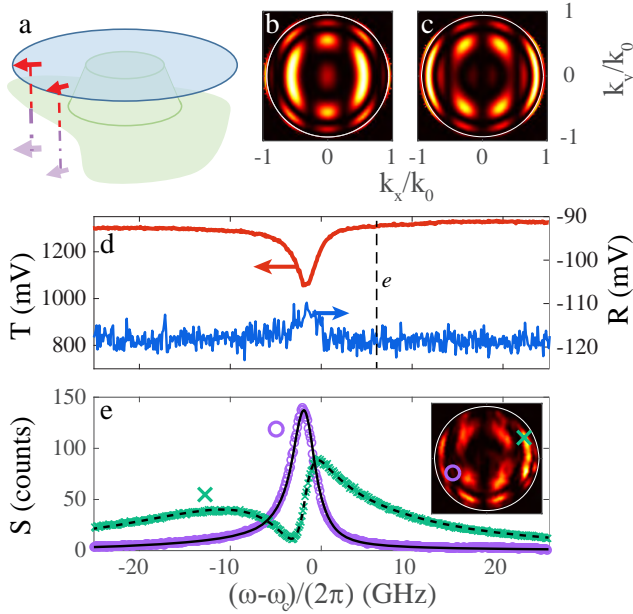 a
b
c
1
0
-1
k_y/k_0
-1 0 1 -1 0 1
k_x/k_0
d
1200
1000
800
T (mV)
e
-90
-100
-110
-120
R (mV)
e
150
100
50
0
S (counts)
-20 -10 0 10 20
(ω-ω_c)/(2π) (GHz)